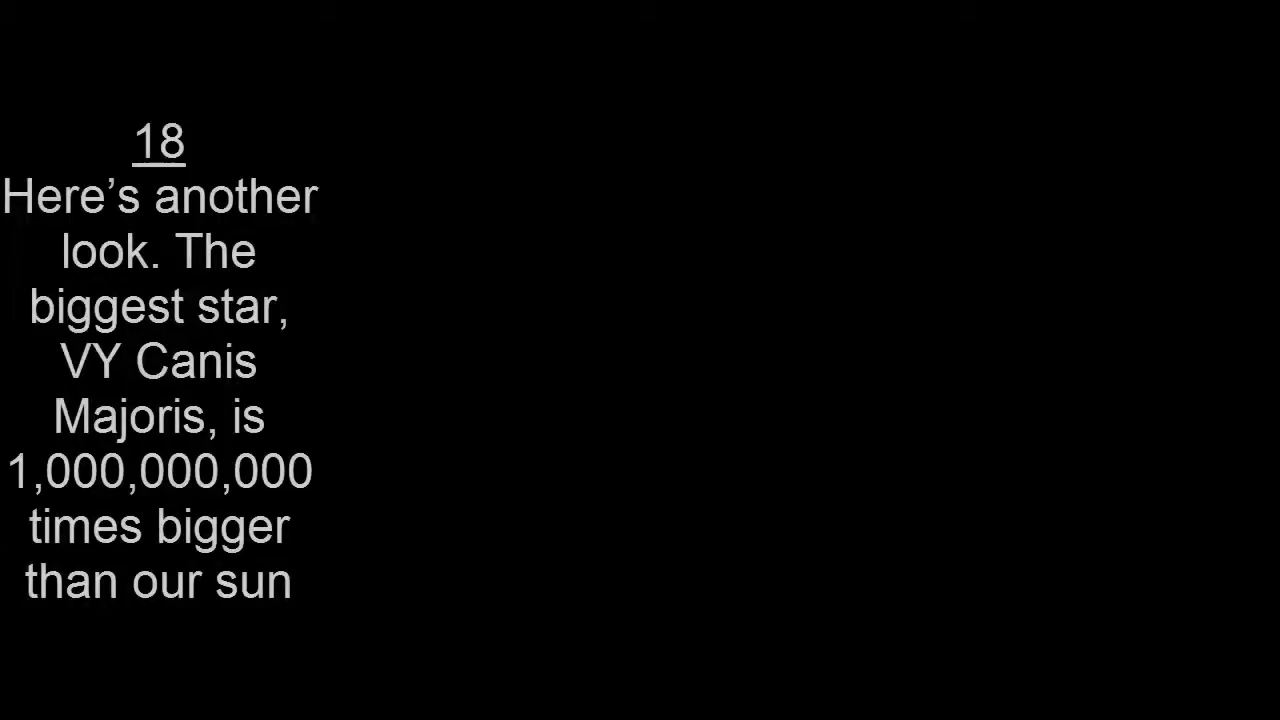 18
Here’s another
look. The
biggest star,
VY Canis
Majoris, is
1,000,000,000
times bigger
than our sun